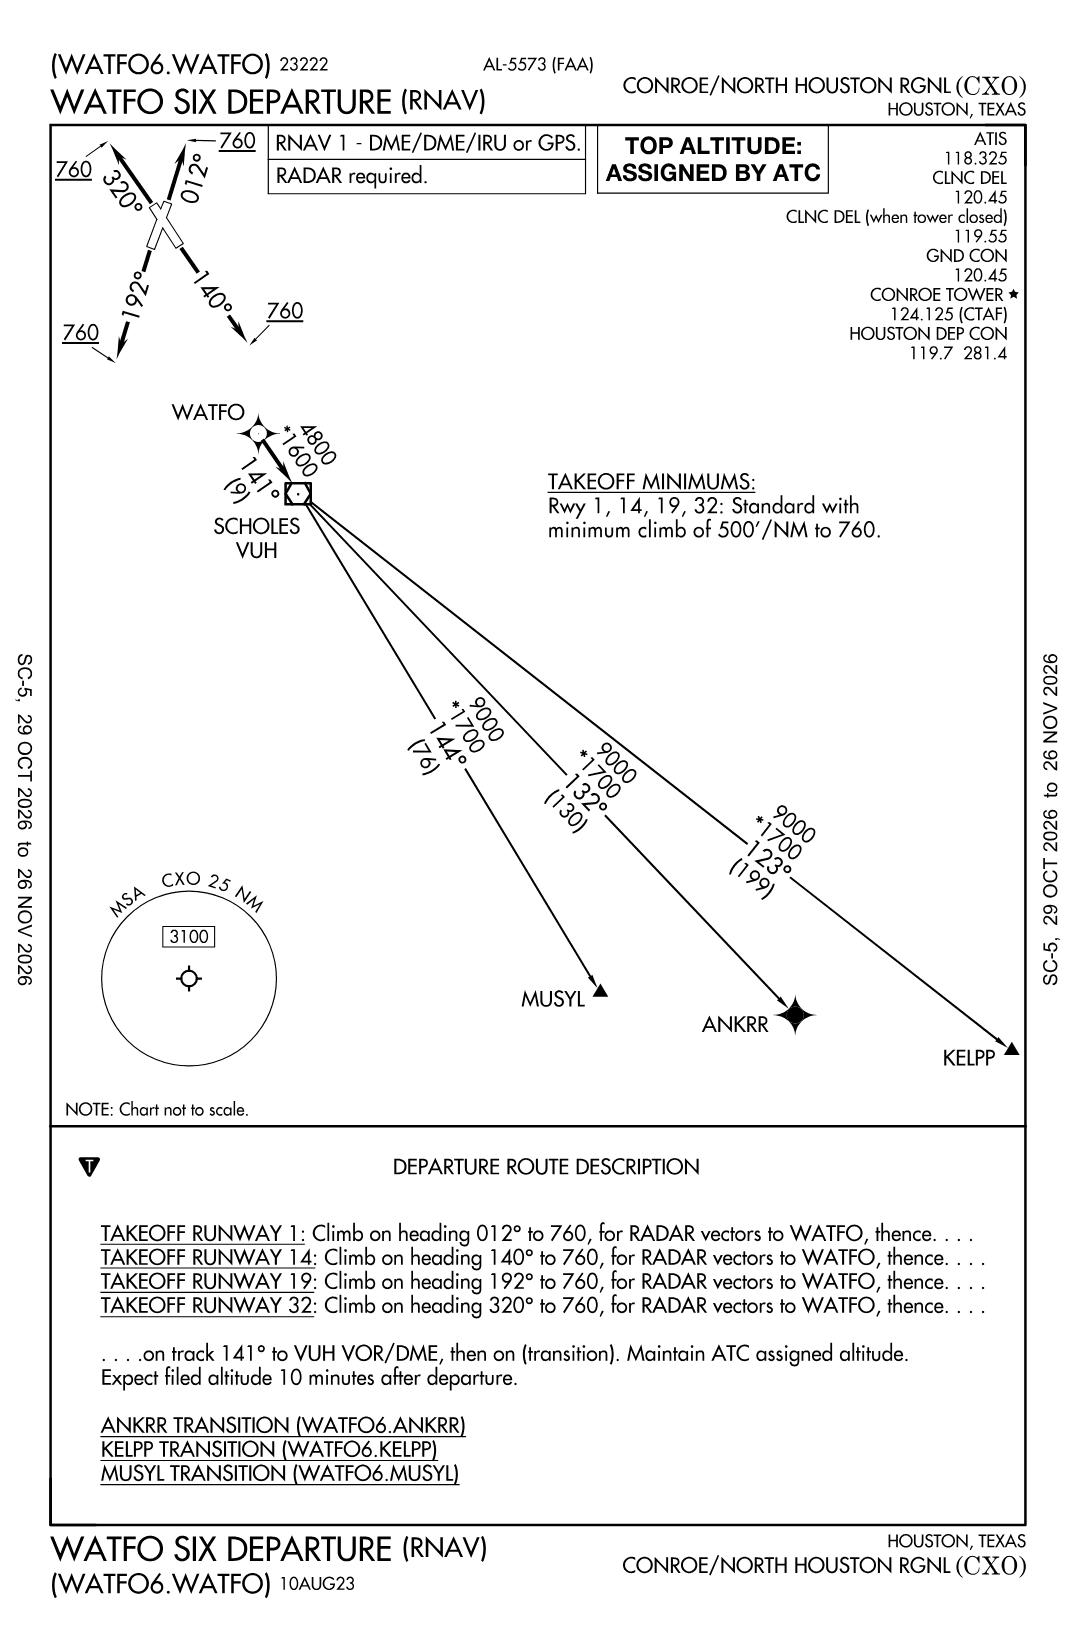 (WATFO6.WATFO) 23222
AL-5573 (FAA)
WATFO SIX DEPARTURE (RNAV)
CONROE/NORTH HOUSTON RGNL (CXO)
HOUSTON, TEXAS
RNAV 1 - DME/DME/IRU or GPS.
RADAR required.
TOP ALTITUDE:
ASSIGNED BY ATC
ATIS
118.325
CLNC DEL
120.45
CLNC DEL (when tower closed)
119.55
GND CON
120.45
CONROE TOWER ★
124.125 (CTAF)
HOUSTON DEP CON
119.7 281.4
760
760
320°
012°
192°
140°
760
760
WATFO
4800
*1600
141°
(9)
SCHOLES
VUH
TAKEOFF MINIMUMS:
Rwy 1, 14, 19, 32: Standard with
minimum climb of 500'/NM to 760.
9000
*1700
144°
(76)
9000
*1700
132°
(130)
9000
*1700
123°
(199)
MSA CXO 25 NM
3100
MUSYL
ANKRR
KELPP
NOTE: Chart not to scale.
SC-5, 29 OCT 2026 to 26 NOV 2026
SC-5, 29 OCT 2026 to 26 NOV 2026
T
DEPARTURE ROUTE DESCRIPTION
TAKEOFF RUNWAY 1: Climb on heading 012° to 760, for RADAR vectors to WATFO, thence. . . .
TAKEOFF RUNWAY 14: Climb on heading 140° to 760, for RADAR vectors to WATFO, thence. . . .
TAKEOFF RUNWAY 19: Climb on heading 192° to 760, for RADAR vectors to WATFO, thence. . . .
TAKEOFF RUNWAY 32: Climb on heading 320° to 760, for RADAR vectors to WATFO, thence. . . .
. . . .on track 141° to VUH VOR/DME, then on (transition). Maintain ATC assigned altitude.
Expect filed altitude 10 minutes after departure.
ANKRR TRANSITION (WATFO6.ANKRR)
KELPP TRANSITION (WATFO6.KELPP)
MUSYL TRANSITION (WATFO6.MUSYL)
WATFO SIX DEPARTURE (RNAV)
(WATFO6.WATFO) 10AUG23
HOUSTON, TEXAS
CONROE/NORTH HOUSTON RGNL (CXO)